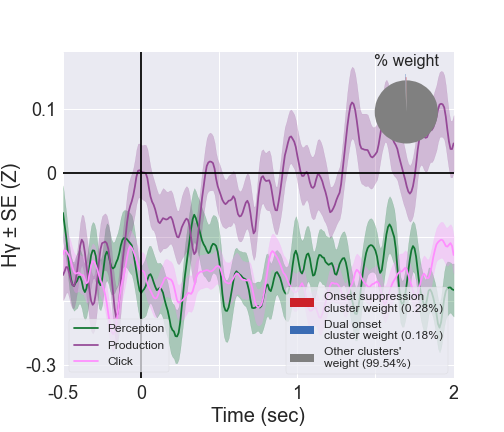 % weight
0.1
0
-0.3
Hγ ± SE (Z)
Perception
Production
Click
Onset suppression
cluster weight (0.28%)
Dual onset
cluster weight (0.18%)
Other clusters'
weight (99.54%)
-0.5
0
1
2
Time (sec)